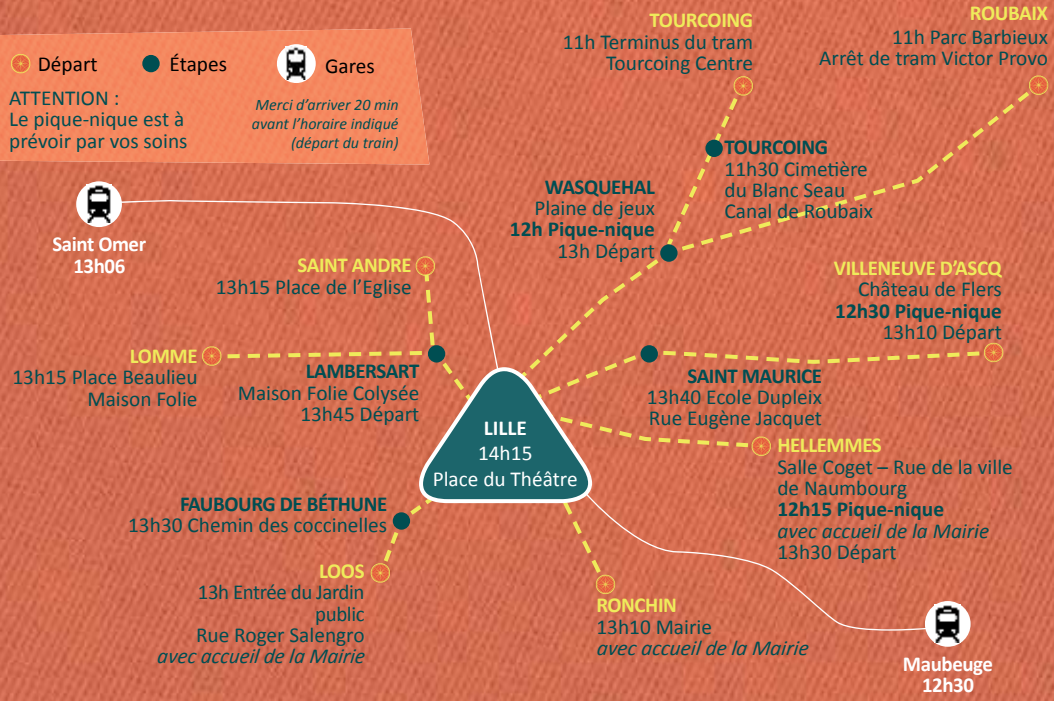 Départ
Étapes
Gares
ATTENTION :
Le pique-nique est à
prévoir par vos soins
Merci d'arriver 20 min
avant l'horaire indiqué
(départ du train)
TOURCOING
11h Terminus du tram
Tourcoing Centre
ROUBAIX
11h Parc Barbieux
Arrêt de tram Victor Provo
TOURCOING
11h30 Cimetière
du Blanc Seau
Canal de Roubaix
WASQUEHAL
Plaine de jeux
12h Pique-nique
13h Départ
Saint Omer
13h06
SAINT ANDRE
13h15 Place de l'Eglise
VILLENEUVE D'ASCQ
Château de Flers
12h30 Pique-nique
13h10 Départ
LOMME
13h15 Place Beaulieu
Maison Folie
LAMBERSART
Maison Folie Colysée
13h45 Départ
SAINT MAURICE
13h40 Ecole Dupleix
Rue Eugène Jacquet
LILLE
14h15
Place du Théâtre
HELLEMMES
Salle Coget – Rue de la ville
de Naumbourg
12h15 Pique-nique
avec accueil de la Mairie
13h30 Départ
FAUBOURG DE BÉTHUNE
13h30 Chemin des coccinelles
LOOS
13h Entrée du Jardin
public
Rue Roger Salengro
avec accueil de la Mairie
RONCHIN
13h10 Mairie
avec accueil de la Mairie
Maubeuge
12h30